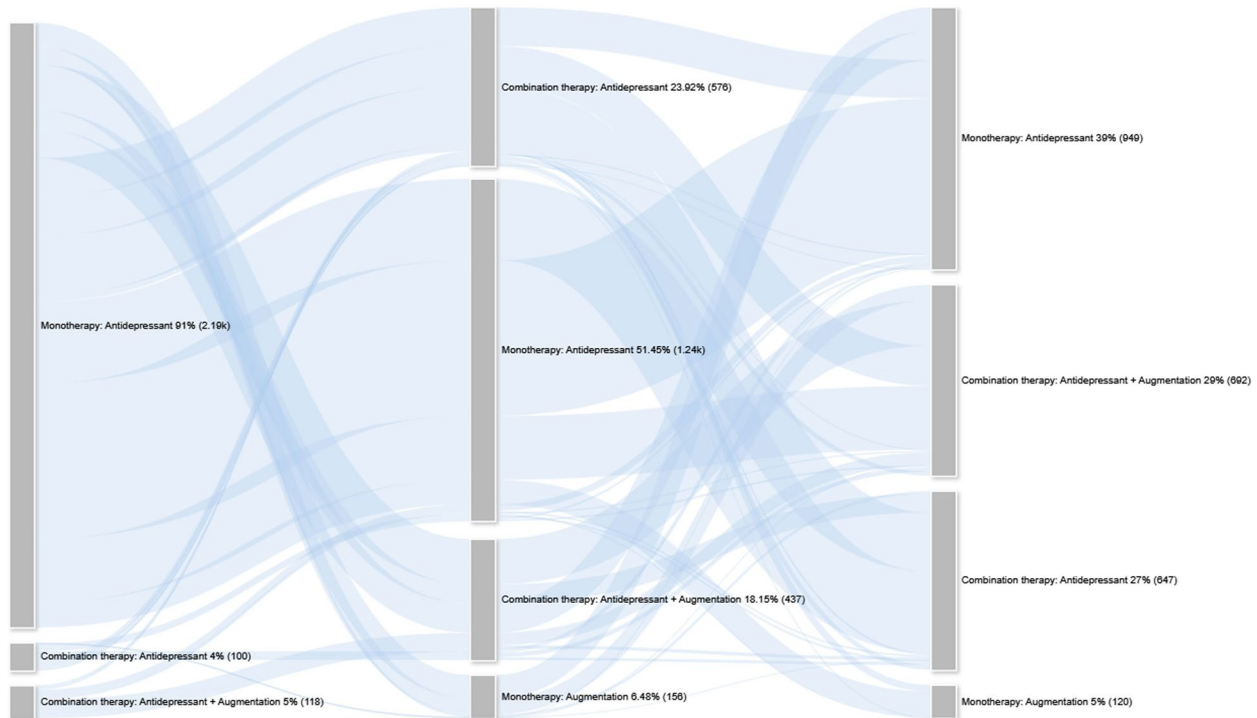 Monotherapy: Antidepressant 91% (2.19k)
Combination therapy: Antidepressant 4% (100)
Combination therapy: Antidepressant + Augmentation 5% (118)
Combination therapy: Antidepressant 23.92% (576)
Monotherapy: Antidepressant 51.45% (1.24k)
Combination therapy: Antidepressant + Augmentation 18.15% (437)
Monotherapy: Augmentation 6.48% (156)
Monotherapy: Antidepressant 39% (949)
Combination therapy: Antidepressant + Augmentation 29% (692)
Combination therapy: Antidepressant 27% (647)
Monotherapy: Augmentation 5% (120)